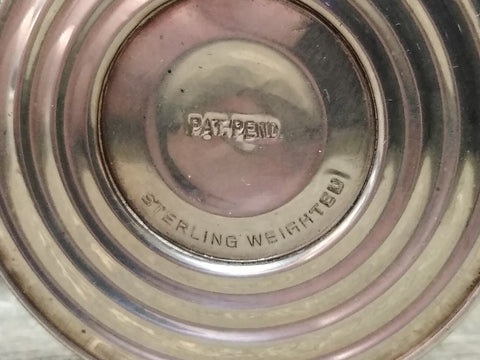 PAT. PEND.
STERLING WEIGHTED